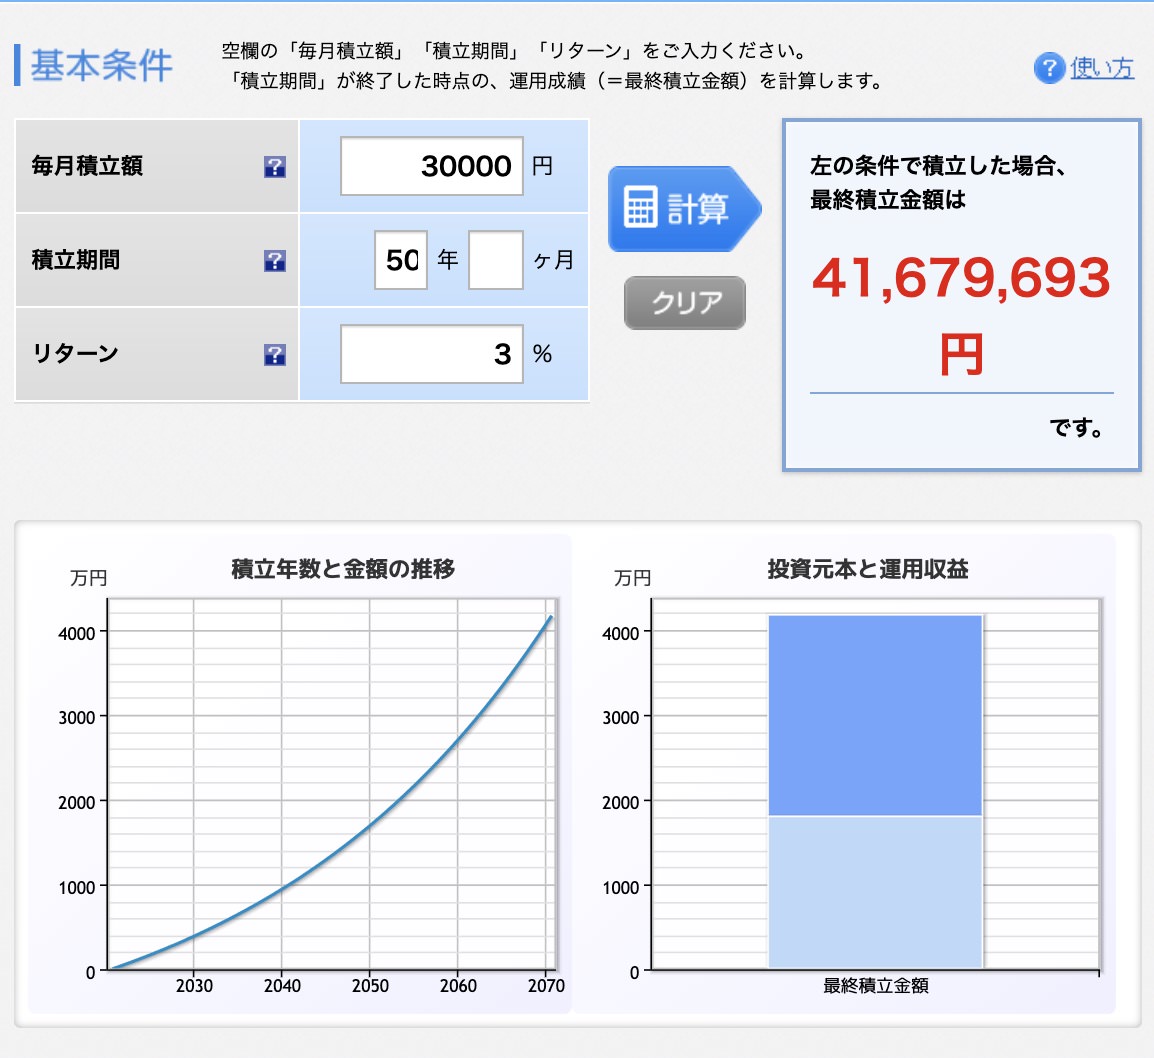 基本条件
空欄の「毎月積立額」「積立期間」「リターン」をご入力ください。
「積立期間」が終了した時点の、運用成績（＝最終積立金額）を計算します。
? 使い方
毎月積立額 ? 30000 円
積立期間 ? 50 年 ヶ月
リターン ? 3 %
計算
クリア
左の条件で積立した場合、
最終積立金額は
41,679,693
円
です。
積立年数と金額の推移
万円
4000
3000
2000
1000
0
2030 2040 2050 2060 2070
投資元本と運用収益
万円
4000
3000
2000
1000
0
最終積立金額